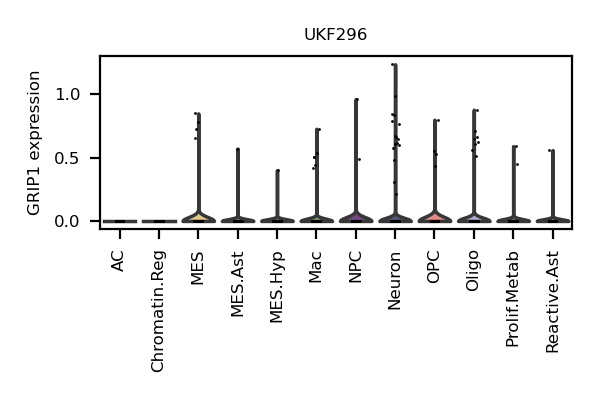 UKF296
GRIP1 expression
1.0
0.5
0.0
AC
Chromatin.Reg
MES
MES.Ast
MES.Hyp
Mac
NPC
Neuron
OPC
Oligo
Prolif.Metab
Reactive.Ast